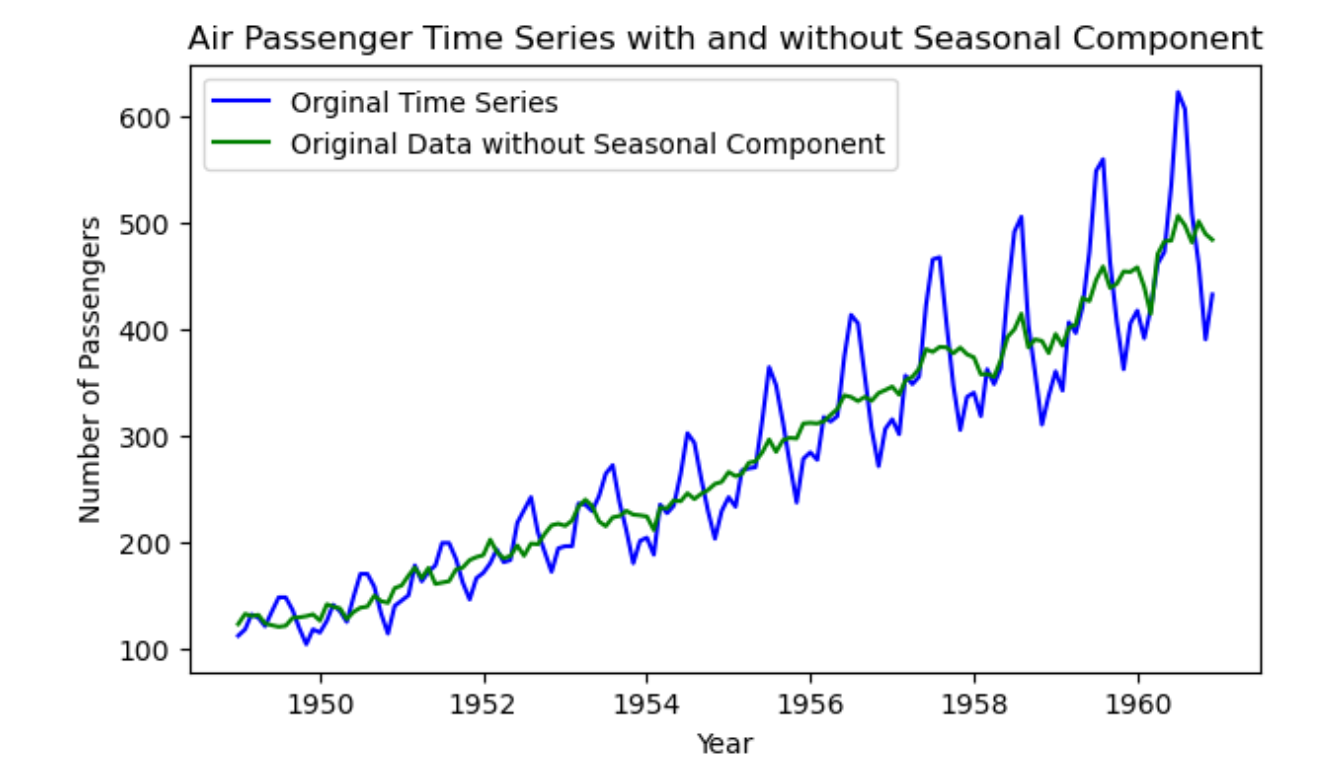 Air Passenger Time Series with and without Seasonal Component
Orginal Time Series
Original Data without Seasonal Component
600
500
400
300
200
100
Number of Passengers
1950 1952 1954 1956 1958 1960
Year